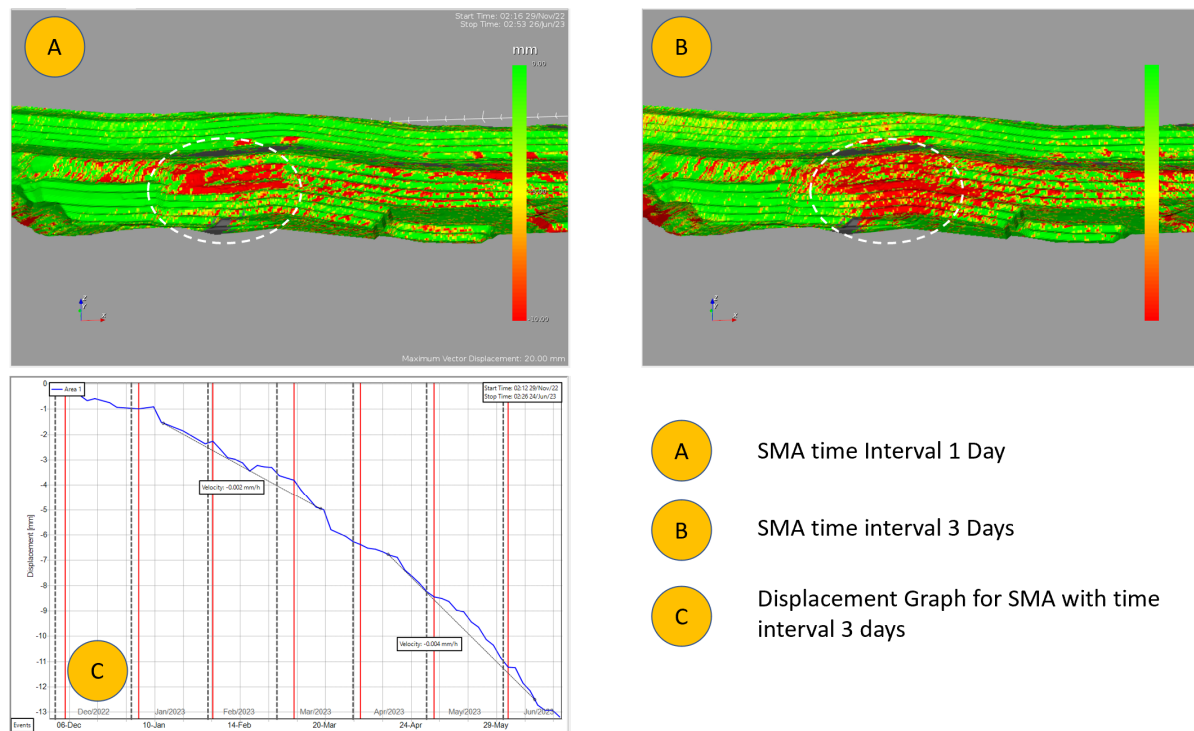 A
Start Time: 02:16 29/Nov/22
Stop Time: 02:53 26/Jun/23
mm
Z
Y
X
Maximum Vector Displacement: 20.00 mm
B
Z
Y
X
0
-1
-2
-3
-4
-5
-6
-7
-8
-9
-10
-11
-12
-13
Displacement [mm]
Area 1
Start Time: 02:12 29/Nov/22
Stop Time: 02:26 24/Jun/23
Velocity: -0.002 mm/h
Velocity: -0.004 mm/h
C
Dec/2022 Jan/2023 Feb/2023 Mar/2023 Apr/2023 May/2023 Jun/2023
Events 06-Dec 10-Jan 14-Feb 20-Mar 24-Apr 29-May
A SMA time Interval 1 Day
B SMA time interval 3 Days
C Displacement Graph for SMA with time
interval 3 days